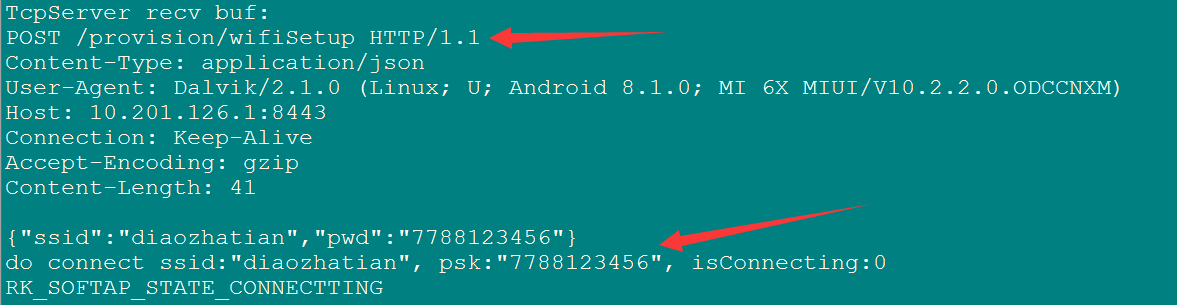 TcpServer recv buf:
POST /provision/wifiSetup HTTP/1.1
Content-Type: application/json
User-Agent: Dalvik/2.1.0 (Linux; U; Android 8.1.0; MI 6X MIUI/V10.2.2.0.ODCCNXM)
Host: 10.201.126.1:8443
Connection: Keep-Alive
Accept-Encoding: gzip
Content-Length: 41
{"ssid":"diaozhatian","pwd":"7788123456"}
do connect ssid:"diaozhatian", psk:"7788123456", isConnecting:0
RK_SOFTAP_STATE_CONNECTTING